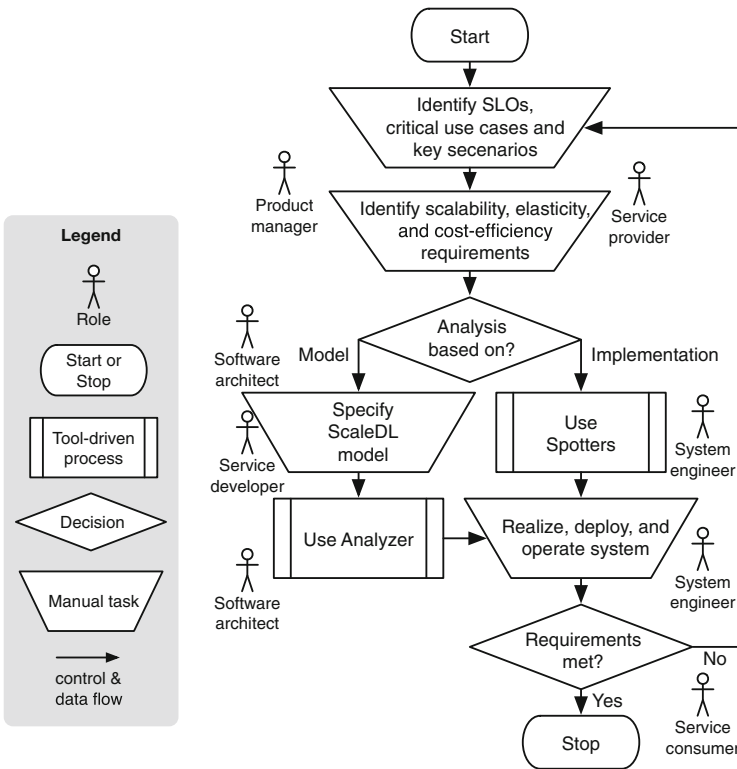 Start
Identify SLOs,
critical use cases and
key secenarios
Product
manager
Identify scalability, elasticity,
and cost-efficiency
requirements
Service
provider
Analysis
based on?
Software
architect
Model
Implementation
Specify
ScaleDL
model
Service
developer
Use
Spotters
System
engineer
Use Analyzer
Software
architect
Realize, deploy, and
operate system
System
engineer
Requirements
met?
No
Yes
Service
consumer
Stop
Legend
Role
Start or
Stop
Tool-driven
process
Decision
Manual task
control &
data flow